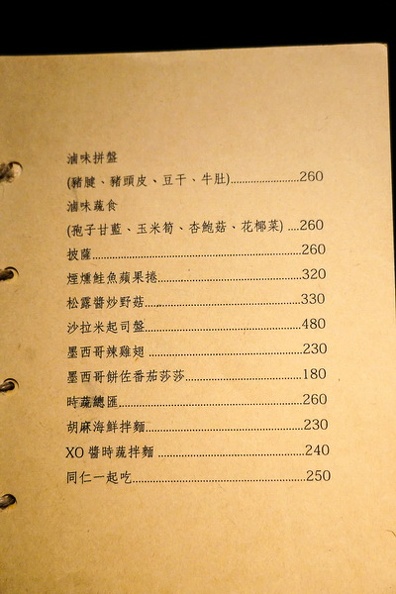 滷味拼盤
(豬腱、豬頭皮、豆干、牛肚)....................260
滷味蔬食
(孢子甘藍、玉米筍、杏鮑菇、花椰菜) ....260
披薩..............................................................260
煙燻鮭魚蘋果捲..........................................320
松露醬炒野菇..............................................330
沙拉米起司盤..............................................480
墨西哥辣雞翅 .............................................230
墨西哥餅佐番茄莎莎...................................180
時蔬總匯......................................................260
胡麻海鮮拌麵..............................................230
XO 醬時蔬拌麵 ...........................................240
同仁一起吃..................................................250